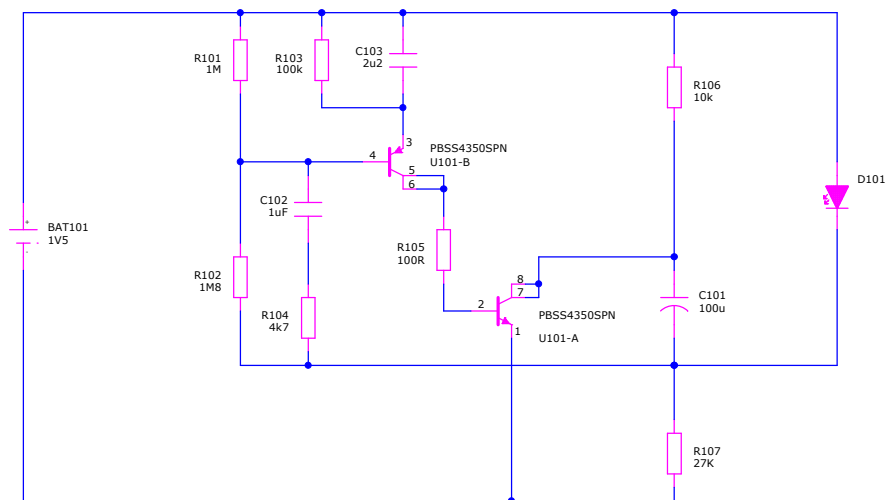 R101
1M
R103
100k
C103
2u2
R106
10k
3
4
PBSS4350SPN
U101-B
5
6
D101
C102
1uF
BAT101
1V5
+
-
R105
100R
R102
1M8
8
7
C101
100u
R104
4k7
2
PBSS4350SPN
1
U101-A
R107
27K